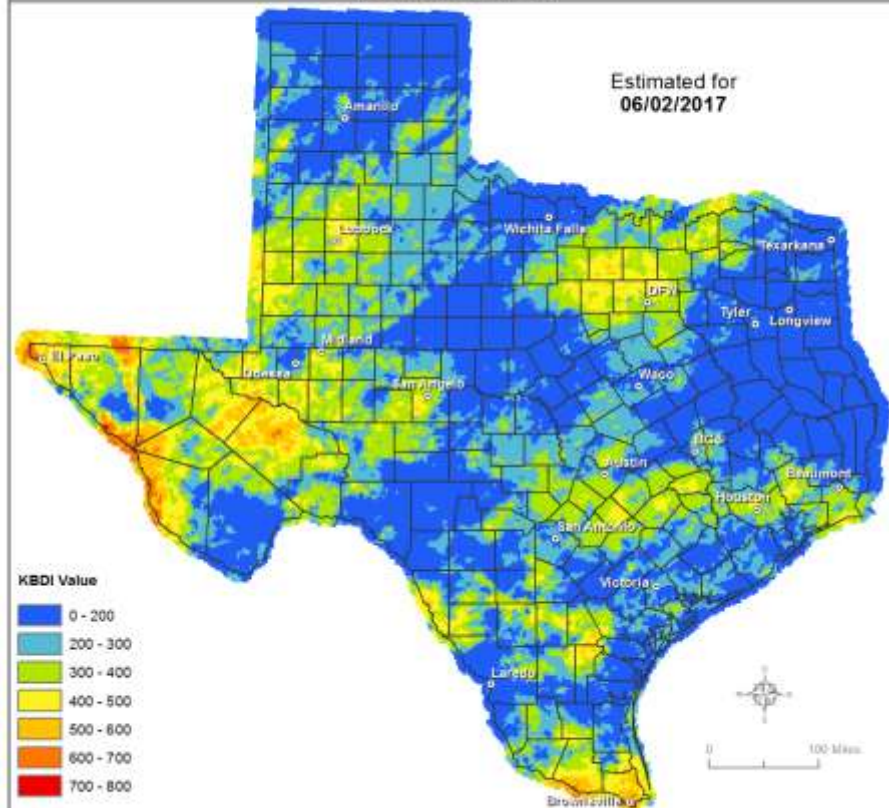 Estimated for
06/02/2017
Amarillo
Lubbock
Wichita Falls
Texarkana
DFW
Tyler
Longview
El Paso
Midland
Odessa
San Angelo
Waco
BCS
Austin
Beaumont
Houston
San Antonio
Victoria
Laredo
Brownsville
KBDI Value
0 - 200
200 - 300
300 - 400
400 - 500
500 - 600
600 - 700
700 - 800
0 100 Miles